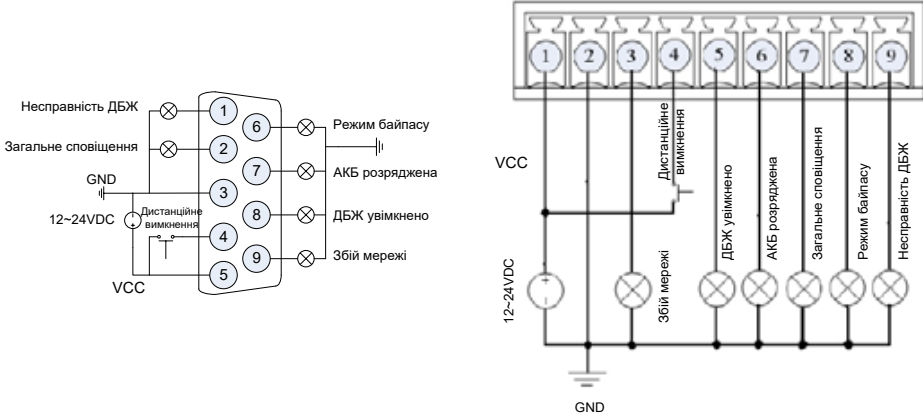 Несправність ДБЖ
Загальне сповіщення
GND
12~24VDC
Дистанційне
вимкнення
VCC
1
2
3
4
5
6
7
8
9
Режим байпасу
АКБ розряджена
ДБЖ увімкнено
Збій мережі
1 2 3 4 5 6 7 8 9
VCC
Дистанційне
вимкнення
12~24VDC
Збій мережі
ДБЖ увімкнено
АКБ розряджена
Загальне сповіщення
Режим байпасу
Несправність ДБЖ
GND